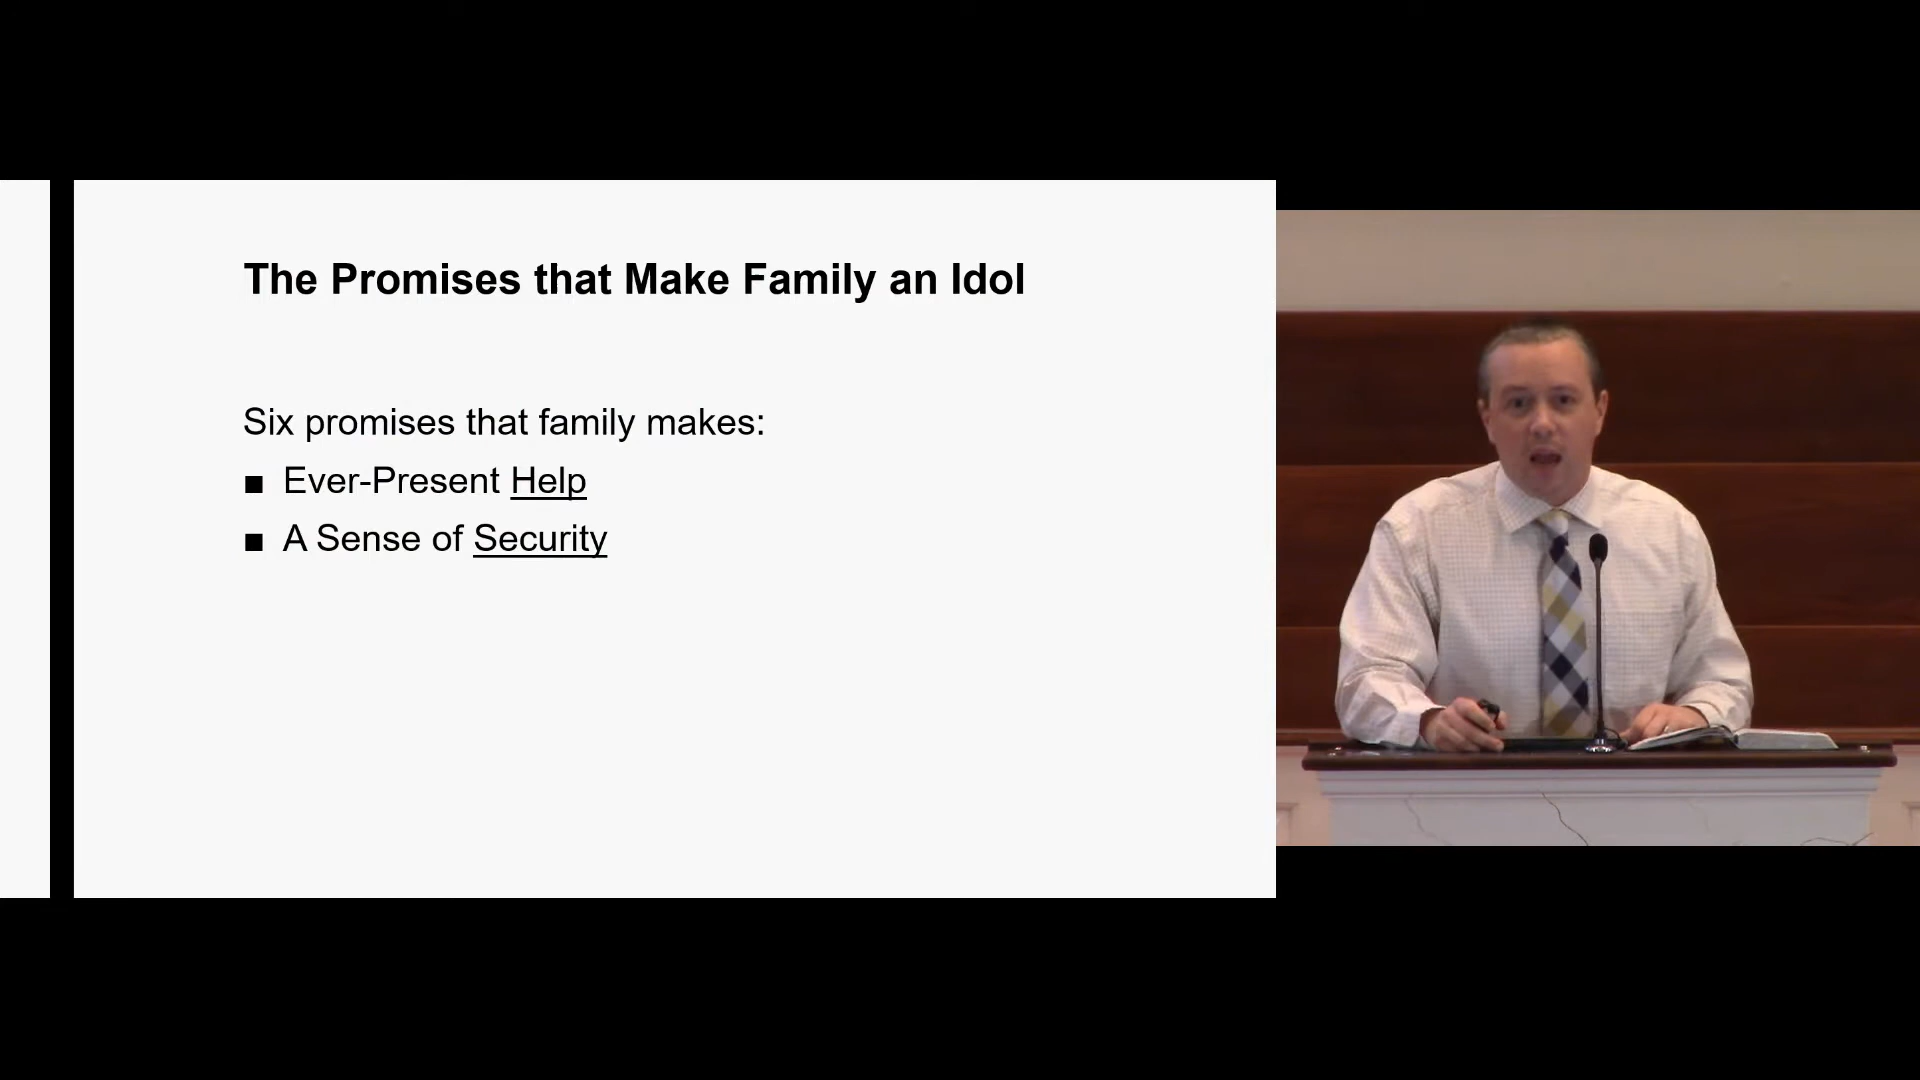 The Promises that Make Family an Idol
Six promises that family makes:
■ Ever-Present Help
■ A Sense of Security